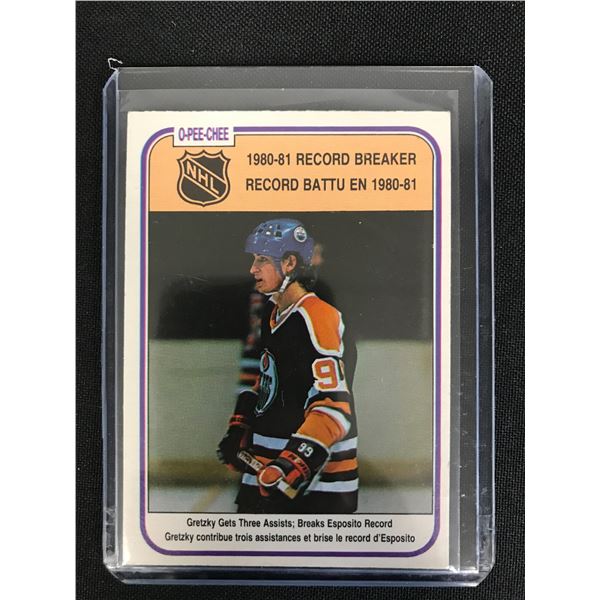 O-PEE-CHEE
NHL
1980-81 RECORD BREAKER
RECORD BATTU EN 1980-81
9
99
Gretzky Gets Three Assists; Breaks Esposito Record
Gretzky contribue trois assistances et brise le record d'Esposito